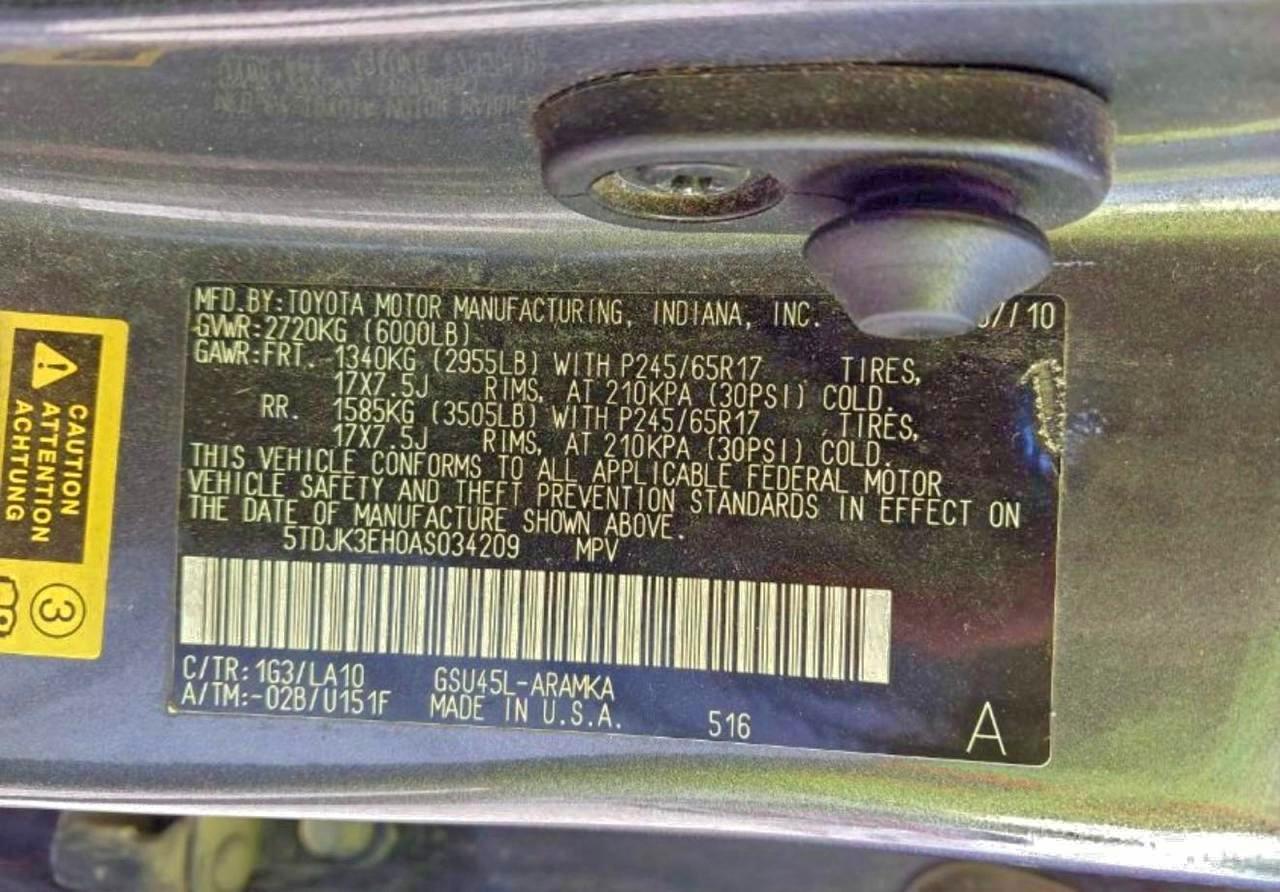 MFD.BY:TOYOTA MOTOR MANUFACTURING, INDIANA, INC. 07/10
GVWR:2720KG (6000LB)
GAWR:FRT. 1340KG (2955LB) WITH P245/65R17 TIRES,
17X7.5J RIMS, AT 210KPA (30PSI) COLD.
RR. 1585KG (3505LB) WITH P245/65R17 TIRES,
17X7.5J RIMS, AT 210KPA (30PSI) COLD.
THIS VEHICLE CONFORMS TO ALL APPLICABLE FEDERAL MOTOR
VEHICLE SAFETY AND THEFT PREVENTION STANDARDS IN EFFECT ON
THE DATE OF MANUFACTURE SHOWN ABOVE.
5TDJK3EH0AS034209 MPV
C/TR:1G3/LA10 GSU45L-ARAMKA
A/TM:-02B/U151F MADE IN U.S.A. 516 A
CAUTION
ATTENTION
ACHTUNG
3